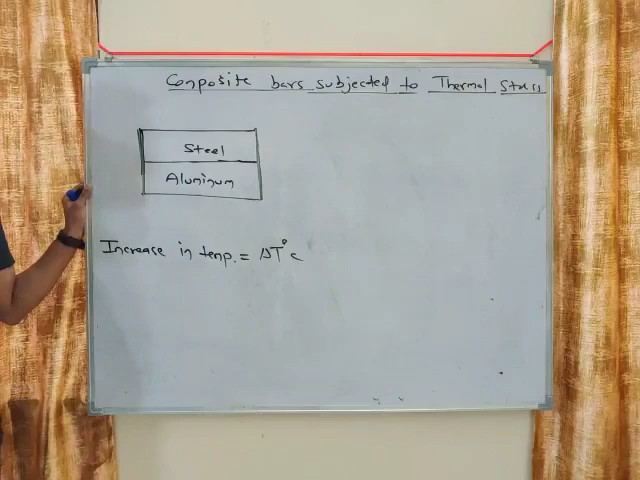 Composite bars subjected to Thermal Stress
Steel
Aluminum
Increase in temp. = ΔT°c